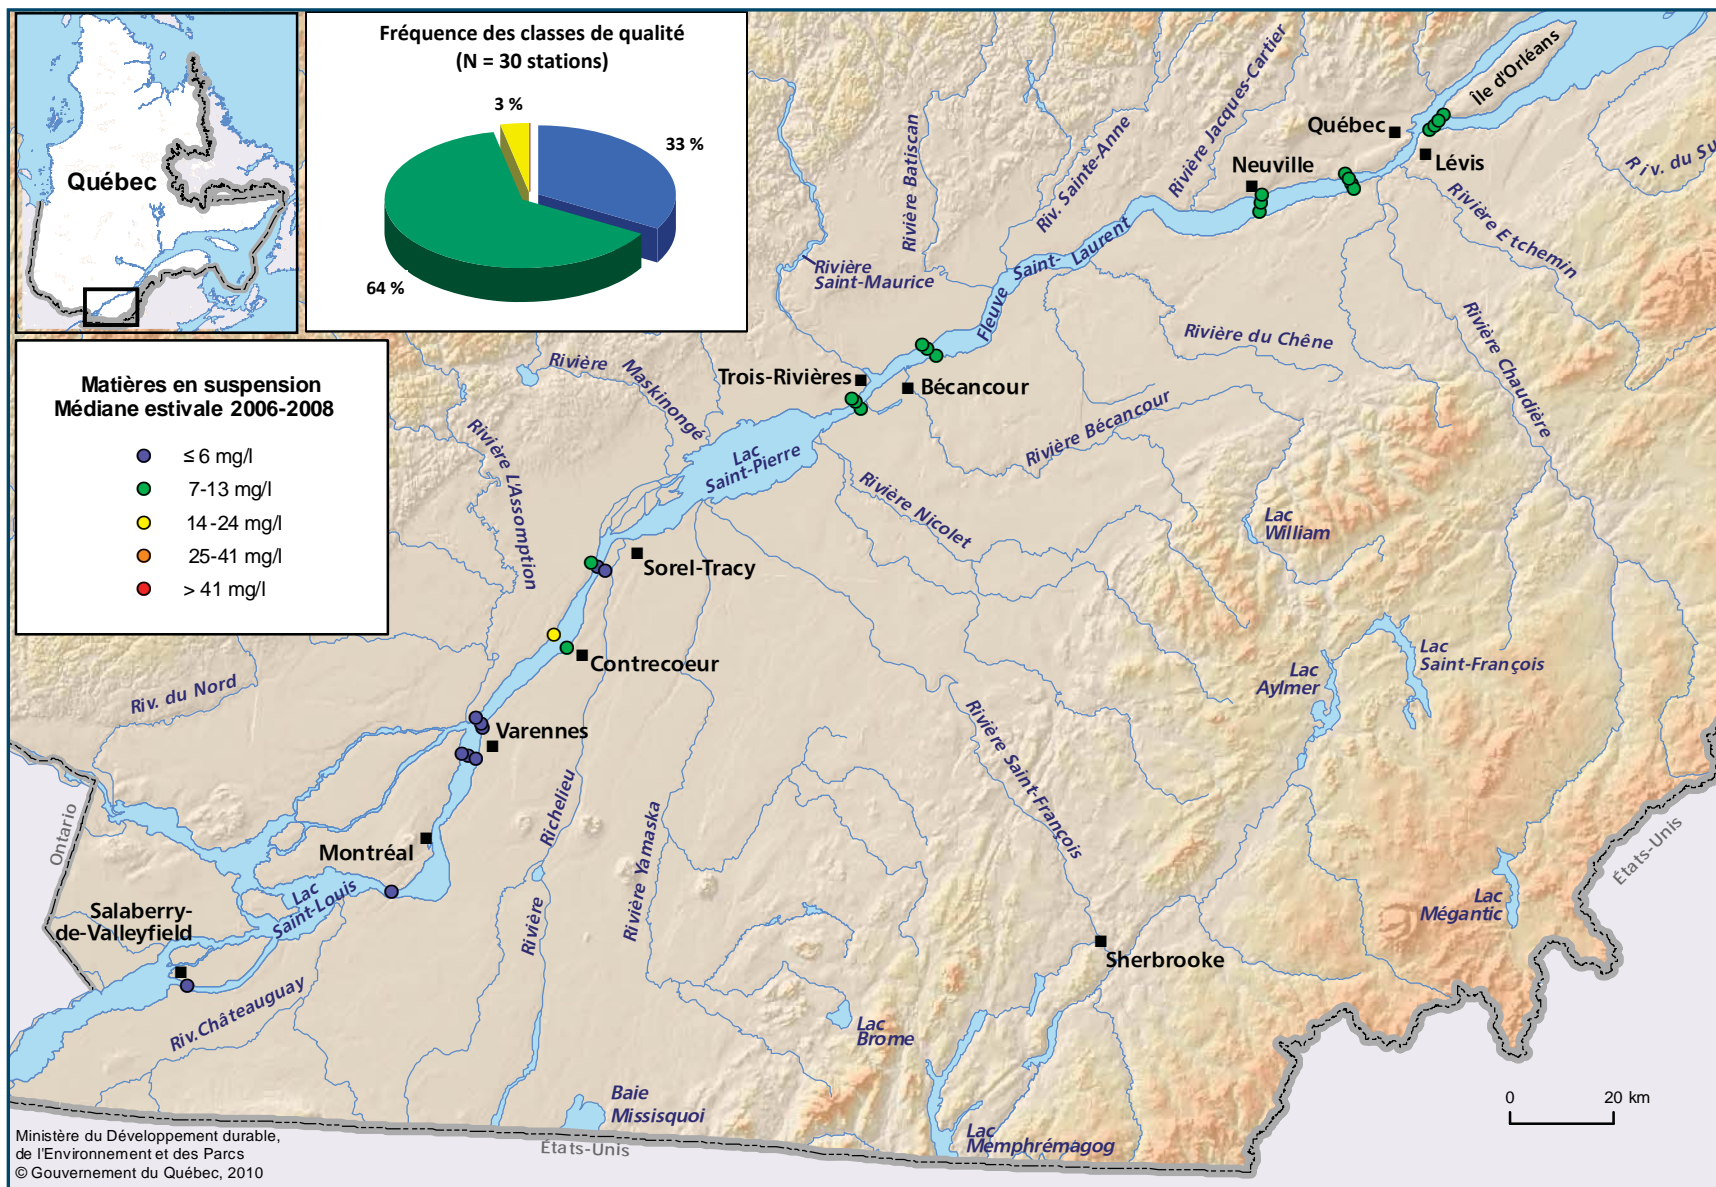 Québec
Fréquence des classes de qualité
(N = 30 stations)
3 %
33 %
64 %
Matières en suspension
Médiane estivale 2006-2008
≤ 6 mg/l
7-13 mg/l
14-24 mg/l
25-41 mg/l
> 41 mg/l
Île d'Orléans
Québec
Lévis
Neuville
Riv. du Su
Rivière Jacques-Cartier
Riv. Sainte-Anne
Rivière Batiscan
Rivière
Saint-Maurice
Fleuve Saint-Laurent
Rivière Etchemin
Rivière Chaudière
Rivière du Chêne
Rivière Bécancour
Trois-Rivières
Bécancour
Rivière Maskinongé
Rivière L'Assomption
Lac
Saint-Pierre
Rivière Nicolet
Lac
William
Sorel-Tracy
Contrecoeur
Lac
Saint-François
Lac
Aylmer
Riv. du Nord
Varennes
Rivière Saint-François
Rivière Richelieu
Rivière Yamaska
Ontario
Montréal
Lac
Saint-Louis
Salaberry-
de-Valleyfield
Riv. Châteauguay
Sherbrooke
Lac
Mégantic
États-Unis
Lac
Brome
Baie
Missisquoi
Lac
Memphrémagog
États-Unis
0 20 km
Ministère du Développement durable,
de l'Environnement et des Parcs
© Gouvernement du Québec, 2010